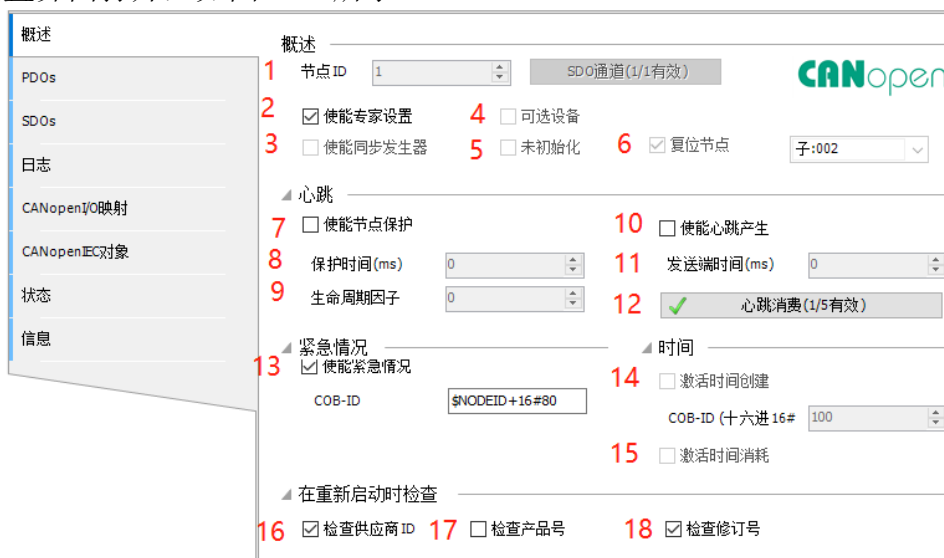 概述
PDOs
SDOs
日志
CANopenI/O映射
CANopenIEC对象
状态
信息
概述
1 节点ID 1 SDO通道(1/1有效) CANopen
2 使能专家设置 4 可选设备
3 使能同步发生器 5 未初始化 6 复位节点 子:002
心跳
7 使能节点保护 10 使能心跳产生
8 保护时间(ms) 0 11 发送端时间(ms) 0
9 生命周期因子 0 12 心跳消费(1/5有效)
紧急情况 时间
13 使能紧急情况 14 激活时间创建
COB-ID $NODEID+16#80 COB-ID (十六进 16# 100
15 激活时间消耗
在重新启动时检查
16 检查供应商ID 17 检查产品号 18 检查修订号